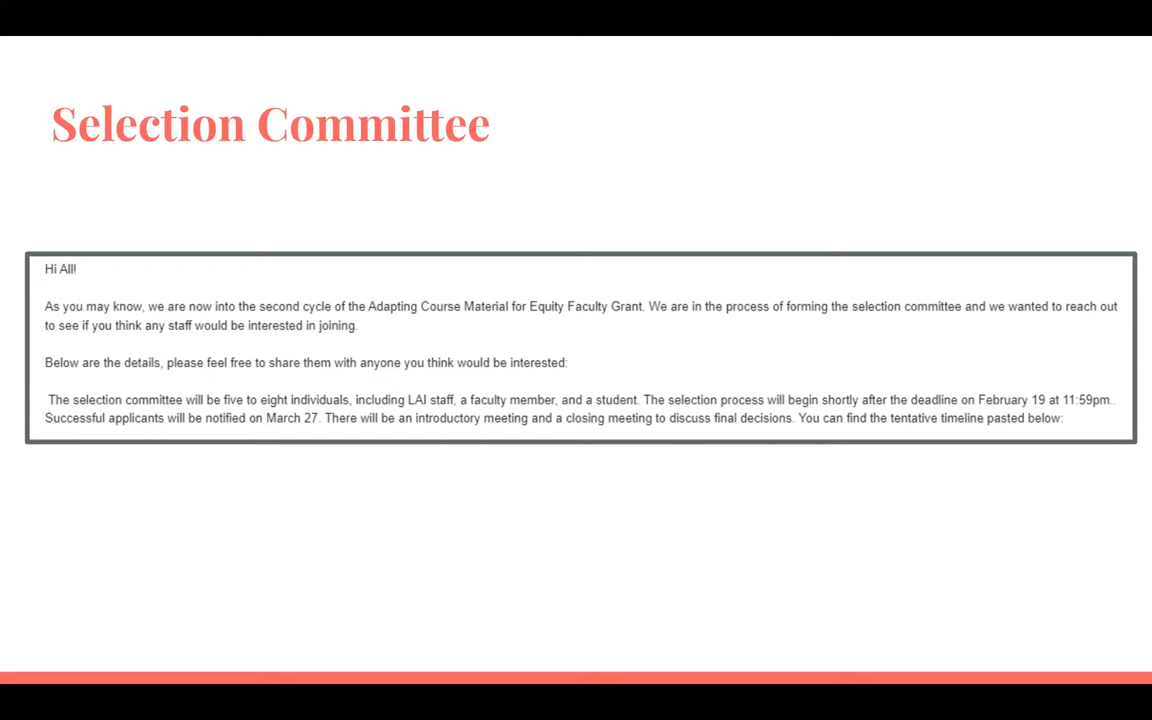 Selection Committee
Hi All!
As you may know, we are now into the second cycle of the Adapting Course Material for Equity Faculty Grant. We are in the process of forming the selection committee and we wanted to reach out
to see if you think any staff would be interested in joining.
Below are the details, please feel free to share them with anyone you think would be interested:
The selection committee will be five to eight individuals, including LAI staff, a faculty member, and a student. The selection process will begin shortly after the deadline on February 19 at 11:59pm..
Successful applicants will be notified on March 27. There will be an introductory meeting and a closing meeting to discuss final decisions. You can find the tentative timeline pasted below: